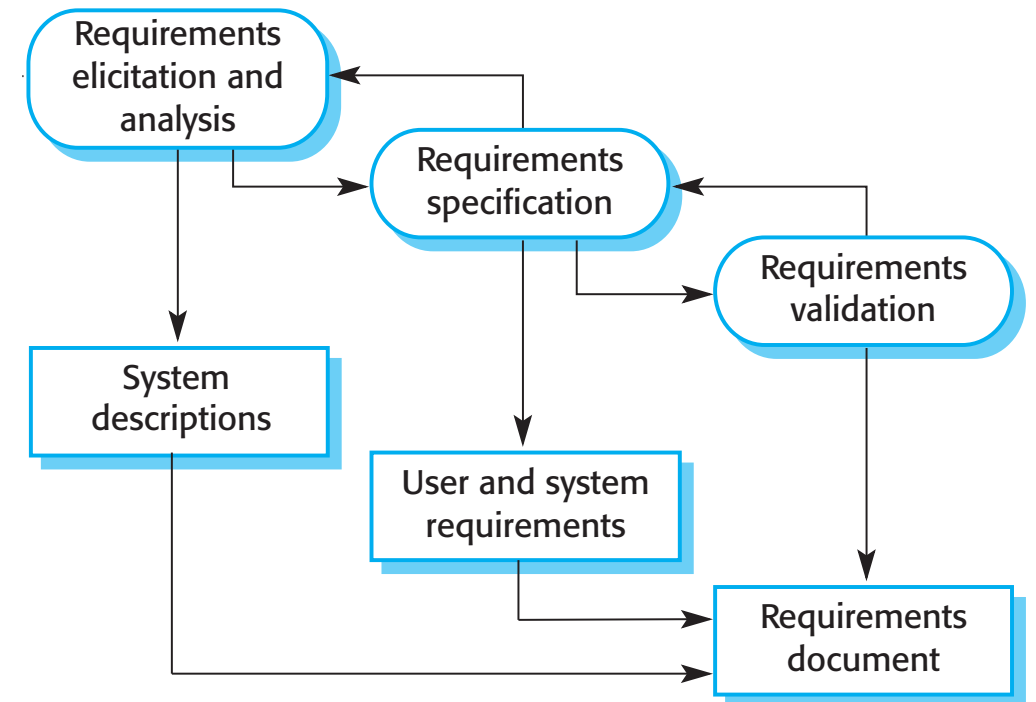 Requirements
elicitation and
analysis
Requirements
specification
Requirements
validation
System
descriptions
User and system
requirements
Requirements
document